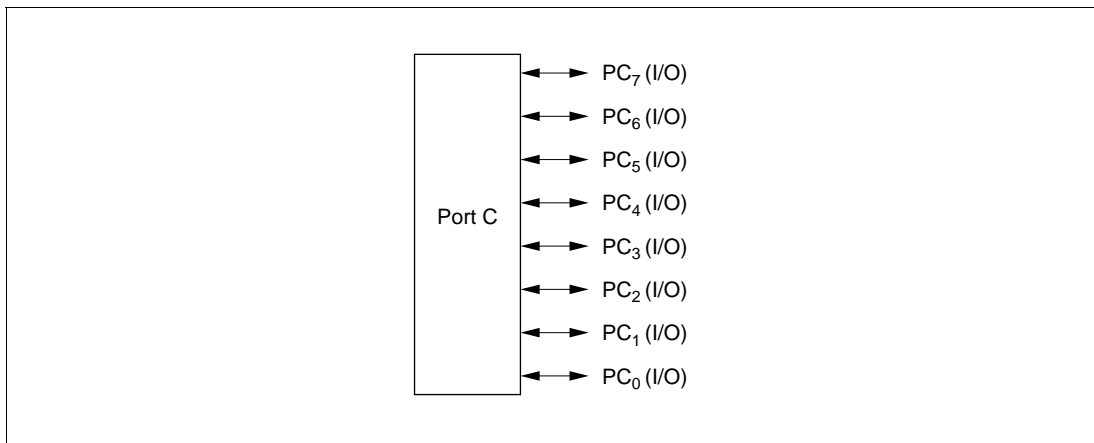 PC₇ (I/O)
PC₆ (I/O)
PC₅ (I/O)
PC₄ (I/O)
Port C
PC₃ (I/O)
PC₂ (I/O)
PC₁ (I/O)
PC₀ (I/O)